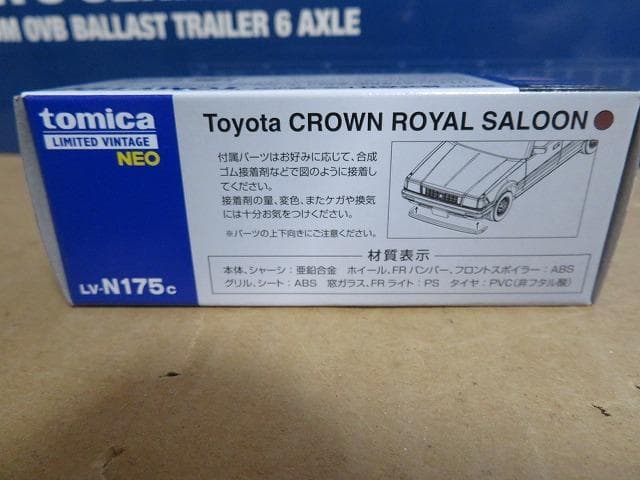 OVB BALLAST TRAILER 6 AXLE
tomica
LIMITED VINTAGE
NEO
LV-N175c
Toyota CROWN ROYAL SALOON
付属パーツはお好みに応じて、合成
ゴム接着剤などで図のように接着し
てください。
接着剤の量、変色、またケガや換気
には十分お気をつけください。
※パーツの上下向きにご注意ください。
材質表示
本体、シャーシ:亜鉛合金 ホイール、FRバンパー、フロントスポイラー:ABS
グリル、シート:ABS 窓ガラス、FRライト:PS タイヤ:PVC(非フタル酸)